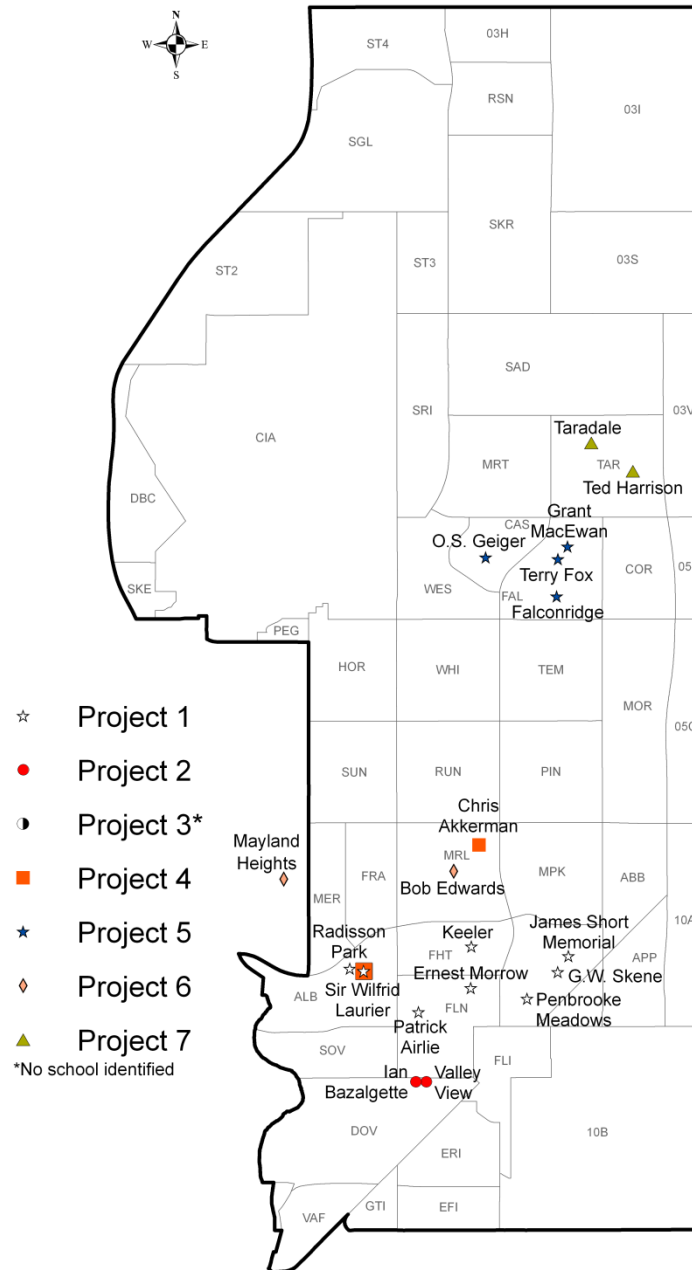 N
W E
S
ST4
03H
RSN
03I
SGL
SKR
ST2
ST3
03S
SAD
SRI
03V
CIA
Taradale
MRT
TAR
DBC
Ted Harrison
Grant
MacEwan
CAS
O.S. Geiger
05
Terry Fox
COR
SKE
WES
FAL
Falconridge
PEG
HOR
WHI
TEM
MOR
Project 1
SUN
RUN
PIN
Project 2
Chris
Akkerman
Project 3*
Mayland
Heights
MRL
FRA
MPK
ABB
Project 4
Bob Edwards
MER
10A
Radisson
Park
Keeler
James Short
Memorial
Project 5
FHT
APP
G.W. Skene
Ernest Morrow
Sir Wilfrid
Laurier
ALB
Penbrooke
Meadows
Project 6
FLN
Patrick
Airlie
Project 7
SOV
*No school identified
FLI
Ian
Bazalgette
Valley
View
DOV
10B
ERI
VAF
GTI
EFI